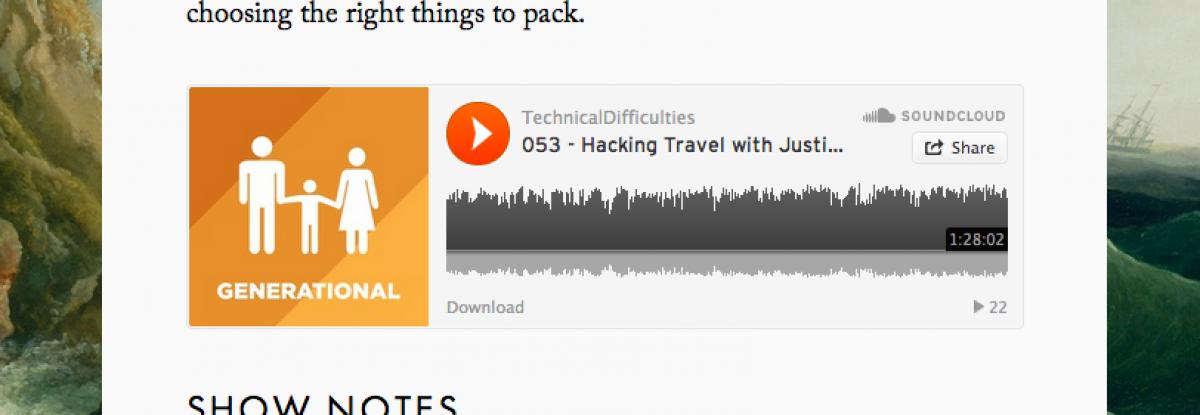 choosing the right things to pack.
TechnicalDifficulties
SOUNDCLOUD
053 - Hacking Travel with Justi...
Share
1:28:02
GENERATIONAL
Download
22
SHOW NOTES